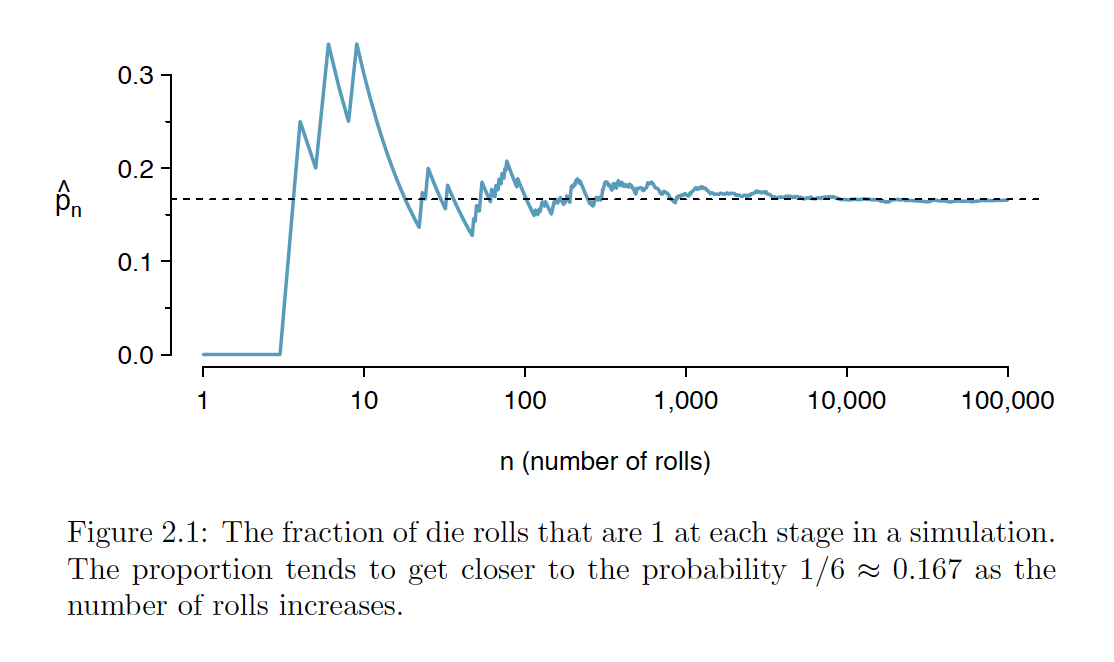 0.3
0.2
p̂n
0.1
0.0
1 10 100 1,000 10,000 100,000
n (number of rolls)
Figure 2.1: The fraction of die rolls that are 1 at each stage in a simulation.
The proportion tends to get closer to the probability 1/6 ≈ 0.167 as the
number of rolls increases.